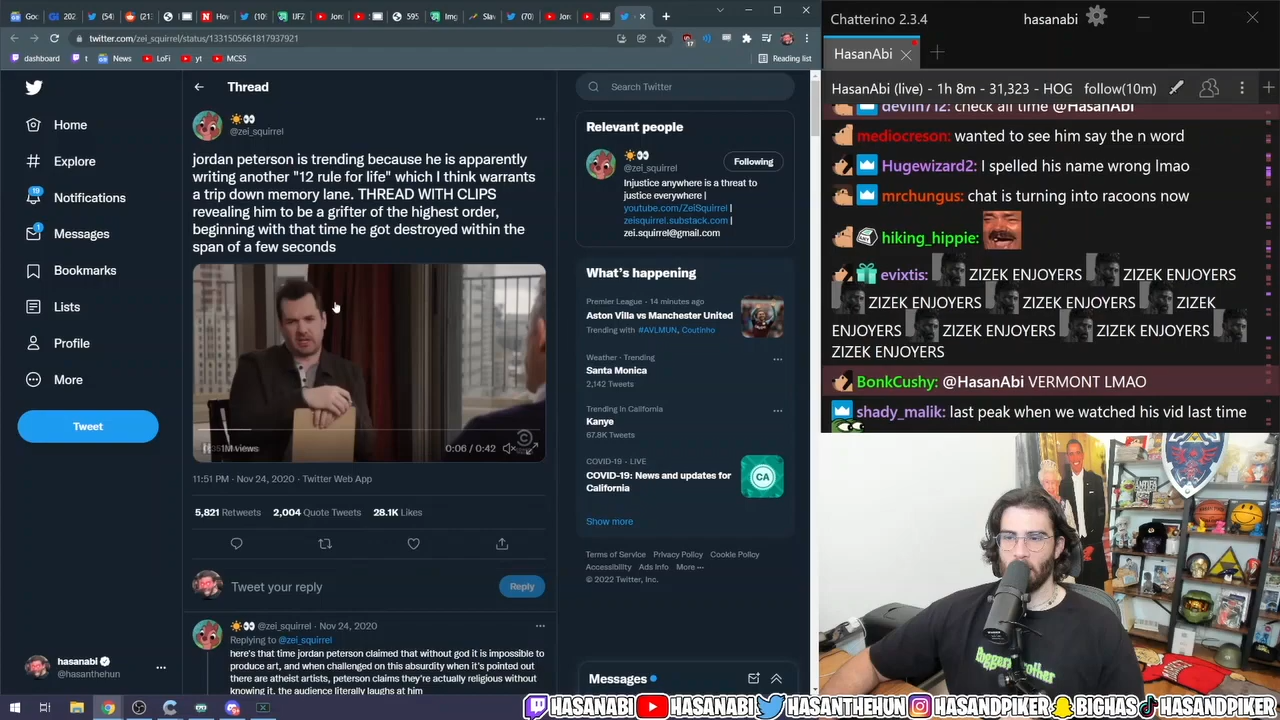 Goo
(54)
(213
595
Img
Slav
(70)
Jor
twitter.com/zei_squirrel/status/1331505661817937921
17
dashboard
t
News
LoFi
yt
MCS5
Reading list
Home
Explore
19
Notifications
1
Messages
Bookmarks
Lists
Profile
More
Tweet
hasanabi
@hasanthehun
Thread
@zei_squirrel
jordan peterson is trending because he is apparently
writing another "12 rule for life" which I think warrants
a trip down memory lane. THREAD WITH CLIPS
revealing him to be a grifter of the highest order,
beginning with that time he got destroyed within the
span of a few seconds
1M views
0:06 / 0:42
11:51 PM · Nov 24, 2020 · Twitter Web App
5,821 Retweets 2,004 Quote Tweets 28.1K Likes
Tweet your reply
Reply
@zei_squirrel · Nov 24, 2020
Replying to @zei_squirrel
here's that time jordan peterson claimed that without god it is impossible to
produce art, and when challenged on this absurdity when it's pointed out
there are atheist artists, peterson claims they're actually religious without
knowing it. the audience literally laughs at him
Search Twitter
Relevant people
@zei_squirrel
Following
Injustice anywhere is a threat to
justice everywhere |
youtube.com/ZeiSquirrel |
zeisquirrel.substack.com |
zei.squirrel@gmail.com
What's happening
Premier League · 14 minutes ago
Aston Villa vs Manchester United
Trending with #AVLMUN, Coutinho
Weather · Trending
Santa Monica
2,142 Tweets
Trending in California
Kanye
67.8K Tweets
COVID-19 · LIVE
COVID-19: News and updates for
California
CA
Show more
Terms of Service Privacy Policy Cookie Policy
Accessibility Ads Info More
© 2022 Twitter, Inc.
Messages
Chatterino 2.3.4
hasanabi
HasanAbi
HasanAbi (live) - 1h 8m - 31,323 - HOG follow(10m)
devlin712: check all time @HasanAbi
mediocreson: wanted to see him say the n word
Hugewizard2: I spelled his name wrong lmao
mrchungus: chat is turning into racoons now
hiking_hippie:
evixtis: ZIZEK ENJOYERS ZIZEK ENJOYERS
ZIZEK ENJOYERS ZIZEK ENJOYERS ZIZEK
ENJOYERS ZIZEK ENJOYERS ZIZEK ENJOYERS
ZIZEK ENJOYERS
BonkCushy: @HasanAbi VERMONT LMAO
shady_malik: last peak when we watched his vid last time
HASANABI HASANABI HASANTHEHUN HASANDPIKER BIGHAS HASANDPIKER